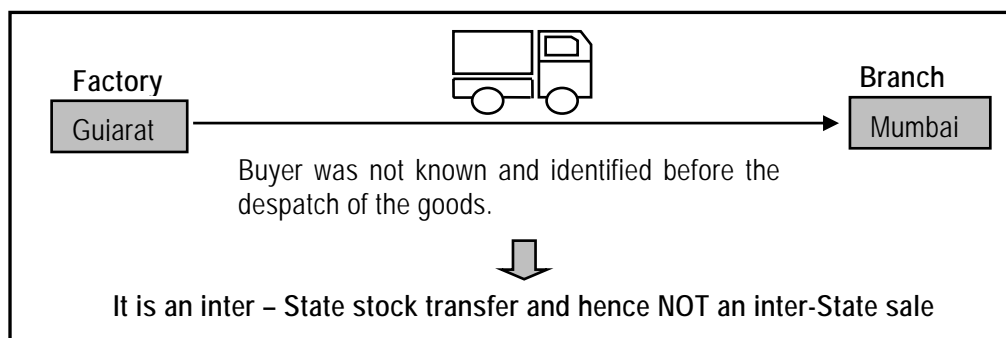 Factory
Branch
Guiarat
Mumbai
Buyer was not known and identified before the
despatch of the goods.
It is an inter – State stock transfer and hence NOT an inter-State sale